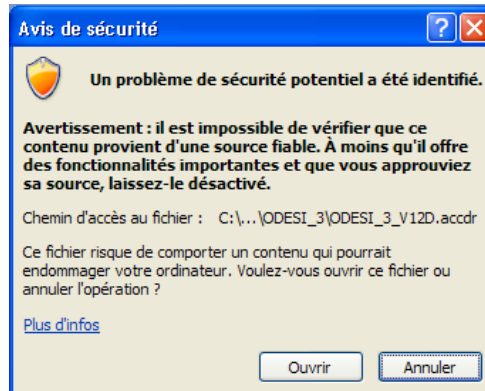 Avis de sécurité
Un problème de sécurité potentiel a été identifié.
Avertissement : il est impossible de vérifier que ce
contenu provient d'une source fiable. À moins qu'il offre
des fonctionnalités importantes et que vous approuviez
sa source, laissez-le désactivé.
Chemin d'accès au fichier : C:\...\ODESI_3\ODESI_3_V12D.accdr
Ce fichier risque de comporter un contenu qui pourrait
endommager votre ordinateur. Voulez-vous ouvrir ce fichier ou
annuler l'opération ?
Plus d'infos
Ouvrir Annuler